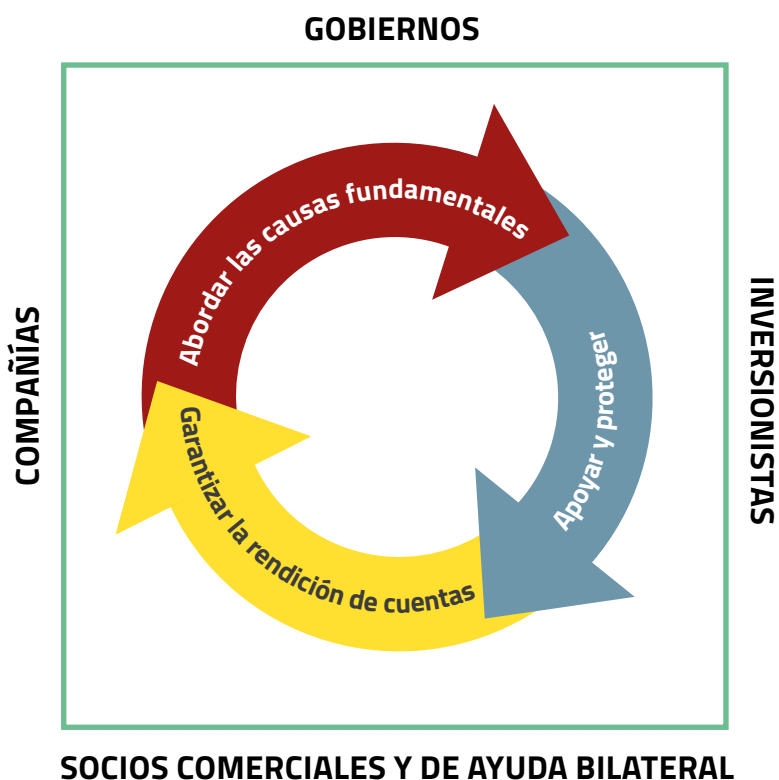 GOBIERNOS
Abordar las causas fundamentales
Apoyar y proteger
Garantizar la rendición de cuentas
COMPAÑÍAS
INVERSIONISTAS
SOCIOS COMERCIALES Y DE AYUDA BILATERAL